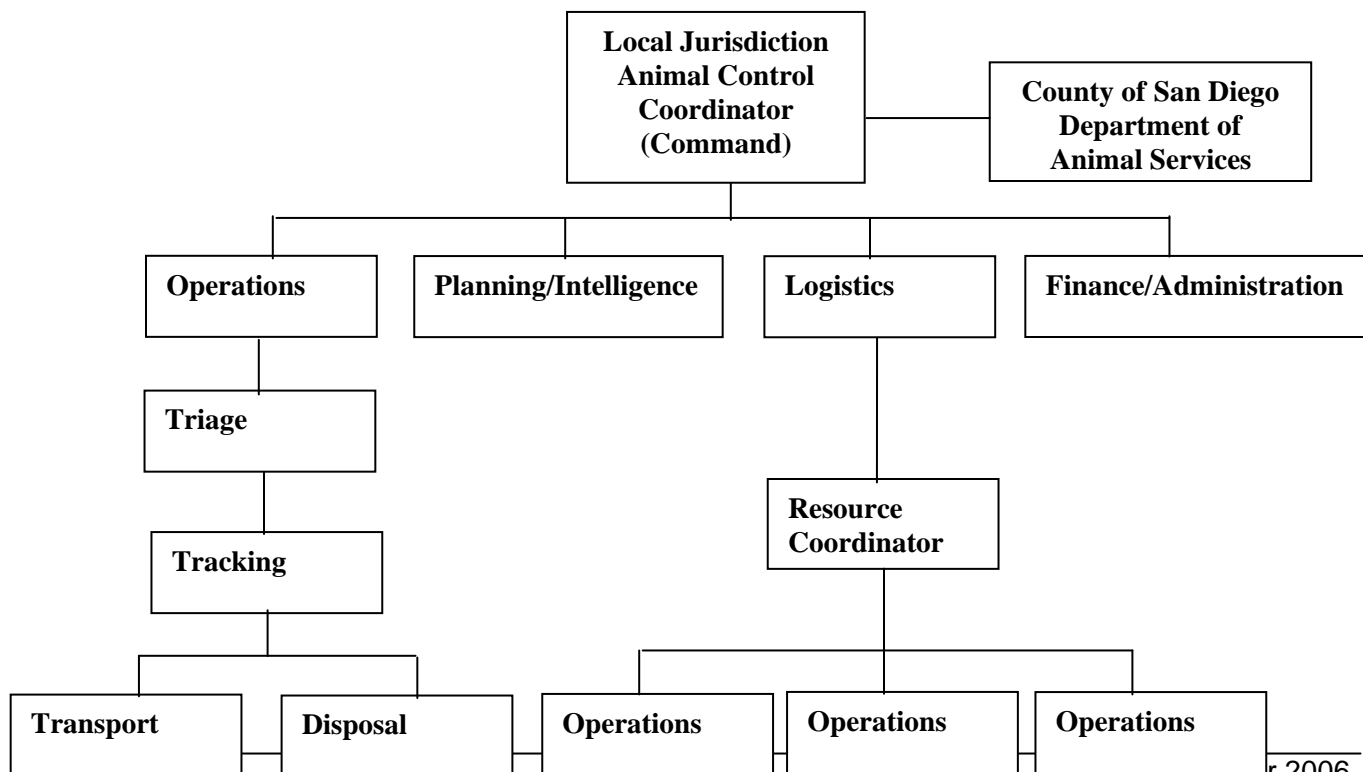 Local Jurisdiction
Animal Control
Coordinator
(Command)
County of San Diego
Department of
Animal Services
Operations
Planning/Intelligence
Logistics
Finance/Administration
Triage
Resource
Coordinator
Tracking
Transport
Disposal
Operations
Operations
Operations
2006